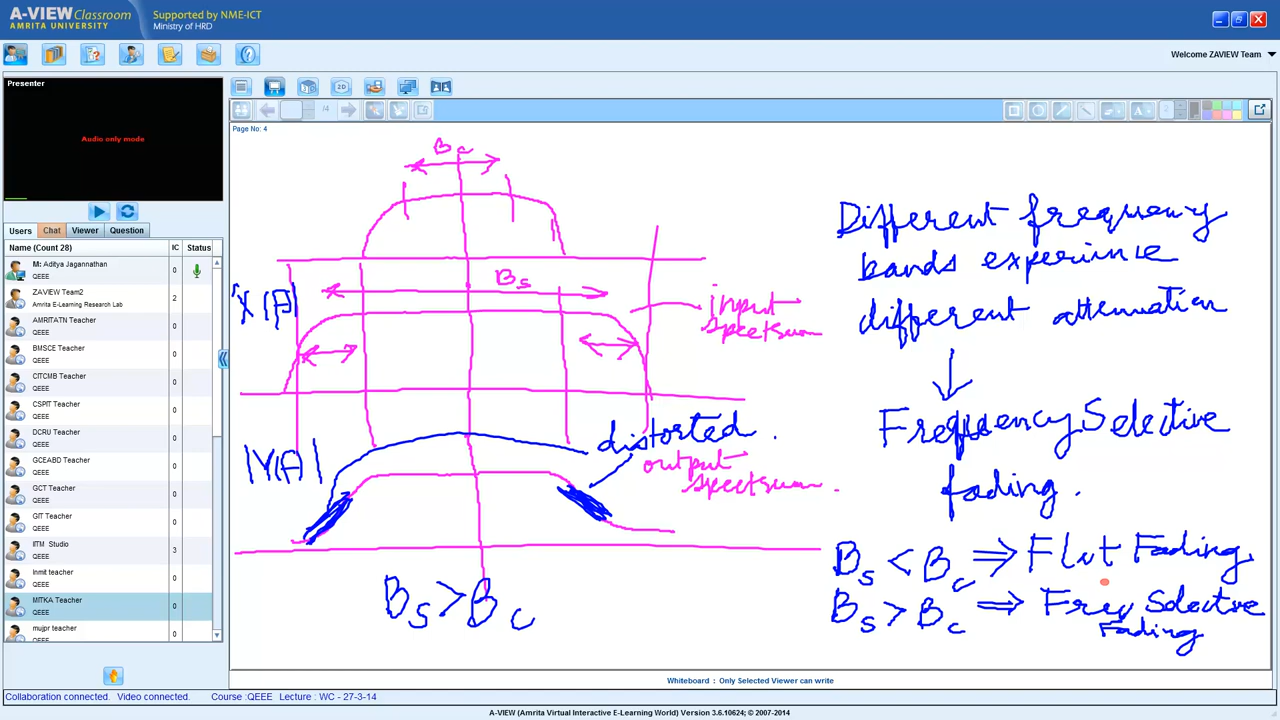 A-VIEW Classroom
AMRITA UNIVERSITY
Supported by NME-ICT
Ministry of HRD
Welcome ZAVIEW Team
Presenter
Audio only mode
Users Chat Viewer Question
Name (Count 28) IC Status
M: Aditya Jagannathan
QEEE
0
ZAVIEW Team2
Amrita E-Learning Research Lab
2
AMRITATN Teacher
QEEE
0
BMSCE Teacher
QEEE
0
CITCMB Teacher
QEEE
0
CSPIT Teacher
QEEE
0
DCRU Teacher
QEEE
0
GCEABD Teacher
QEEE
0
GCT Teacher
QEEE
0
GIT Teacher
QEEE
0
IITM Studio
QEEE
3
Inmit teacher
QEEE
0
MITKA Teacher
QEEE
0
mujpr teacher
QEEE
0
2D
/4
A
2
Page No: 4
Bc
Bs
X(f)
input
spectrum
|Y(f)|
distorted.
output
spectrum.
Bs > Bc
Different frequency
bands experience
different attenuation
Frequency Selective
fading.
Bs < Bc ⇒ Flat Fading,
Bs > Bc ⇒ Freq Selective
Fading
Whiteboard : Only Selected Viewer can write
Collaboration connected. Video connected. Course :QEEE Lecture : WC - 27-3-14
A-VIEW (Amrita Virtual Interactive E-Learning World) Version 3.6.10624; © 2007-2014